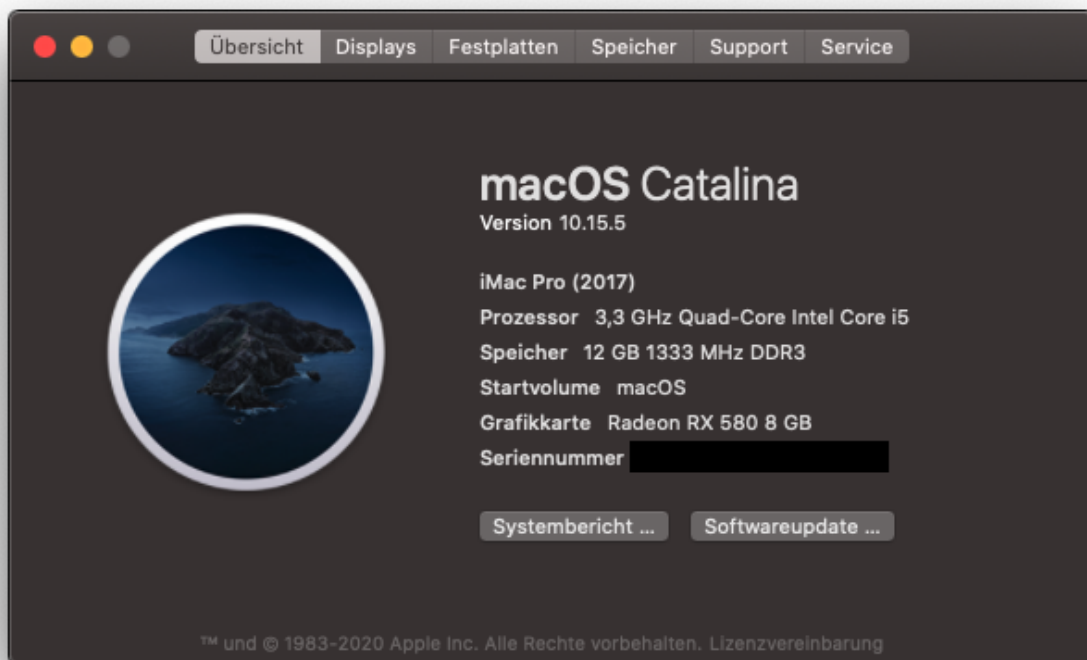 Übersicht Displays Festplatten Speicher Support Service
macOS Catalina
Version 10.15.5
iMac Pro (2017)
Prozessor 3,3 GHz Quad-Core Intel Core i5
Speicher 12 GB 1333 MHz DDR3
Startvolume macOS
Grafikkarte Radeon RX 580 8 GB
Seriennummer
Systembericht ... Softwareupdate ...
™ und © 1983-2020 Apple Inc. Alle Rechte vorbehalten. Lizenzvereinbarung